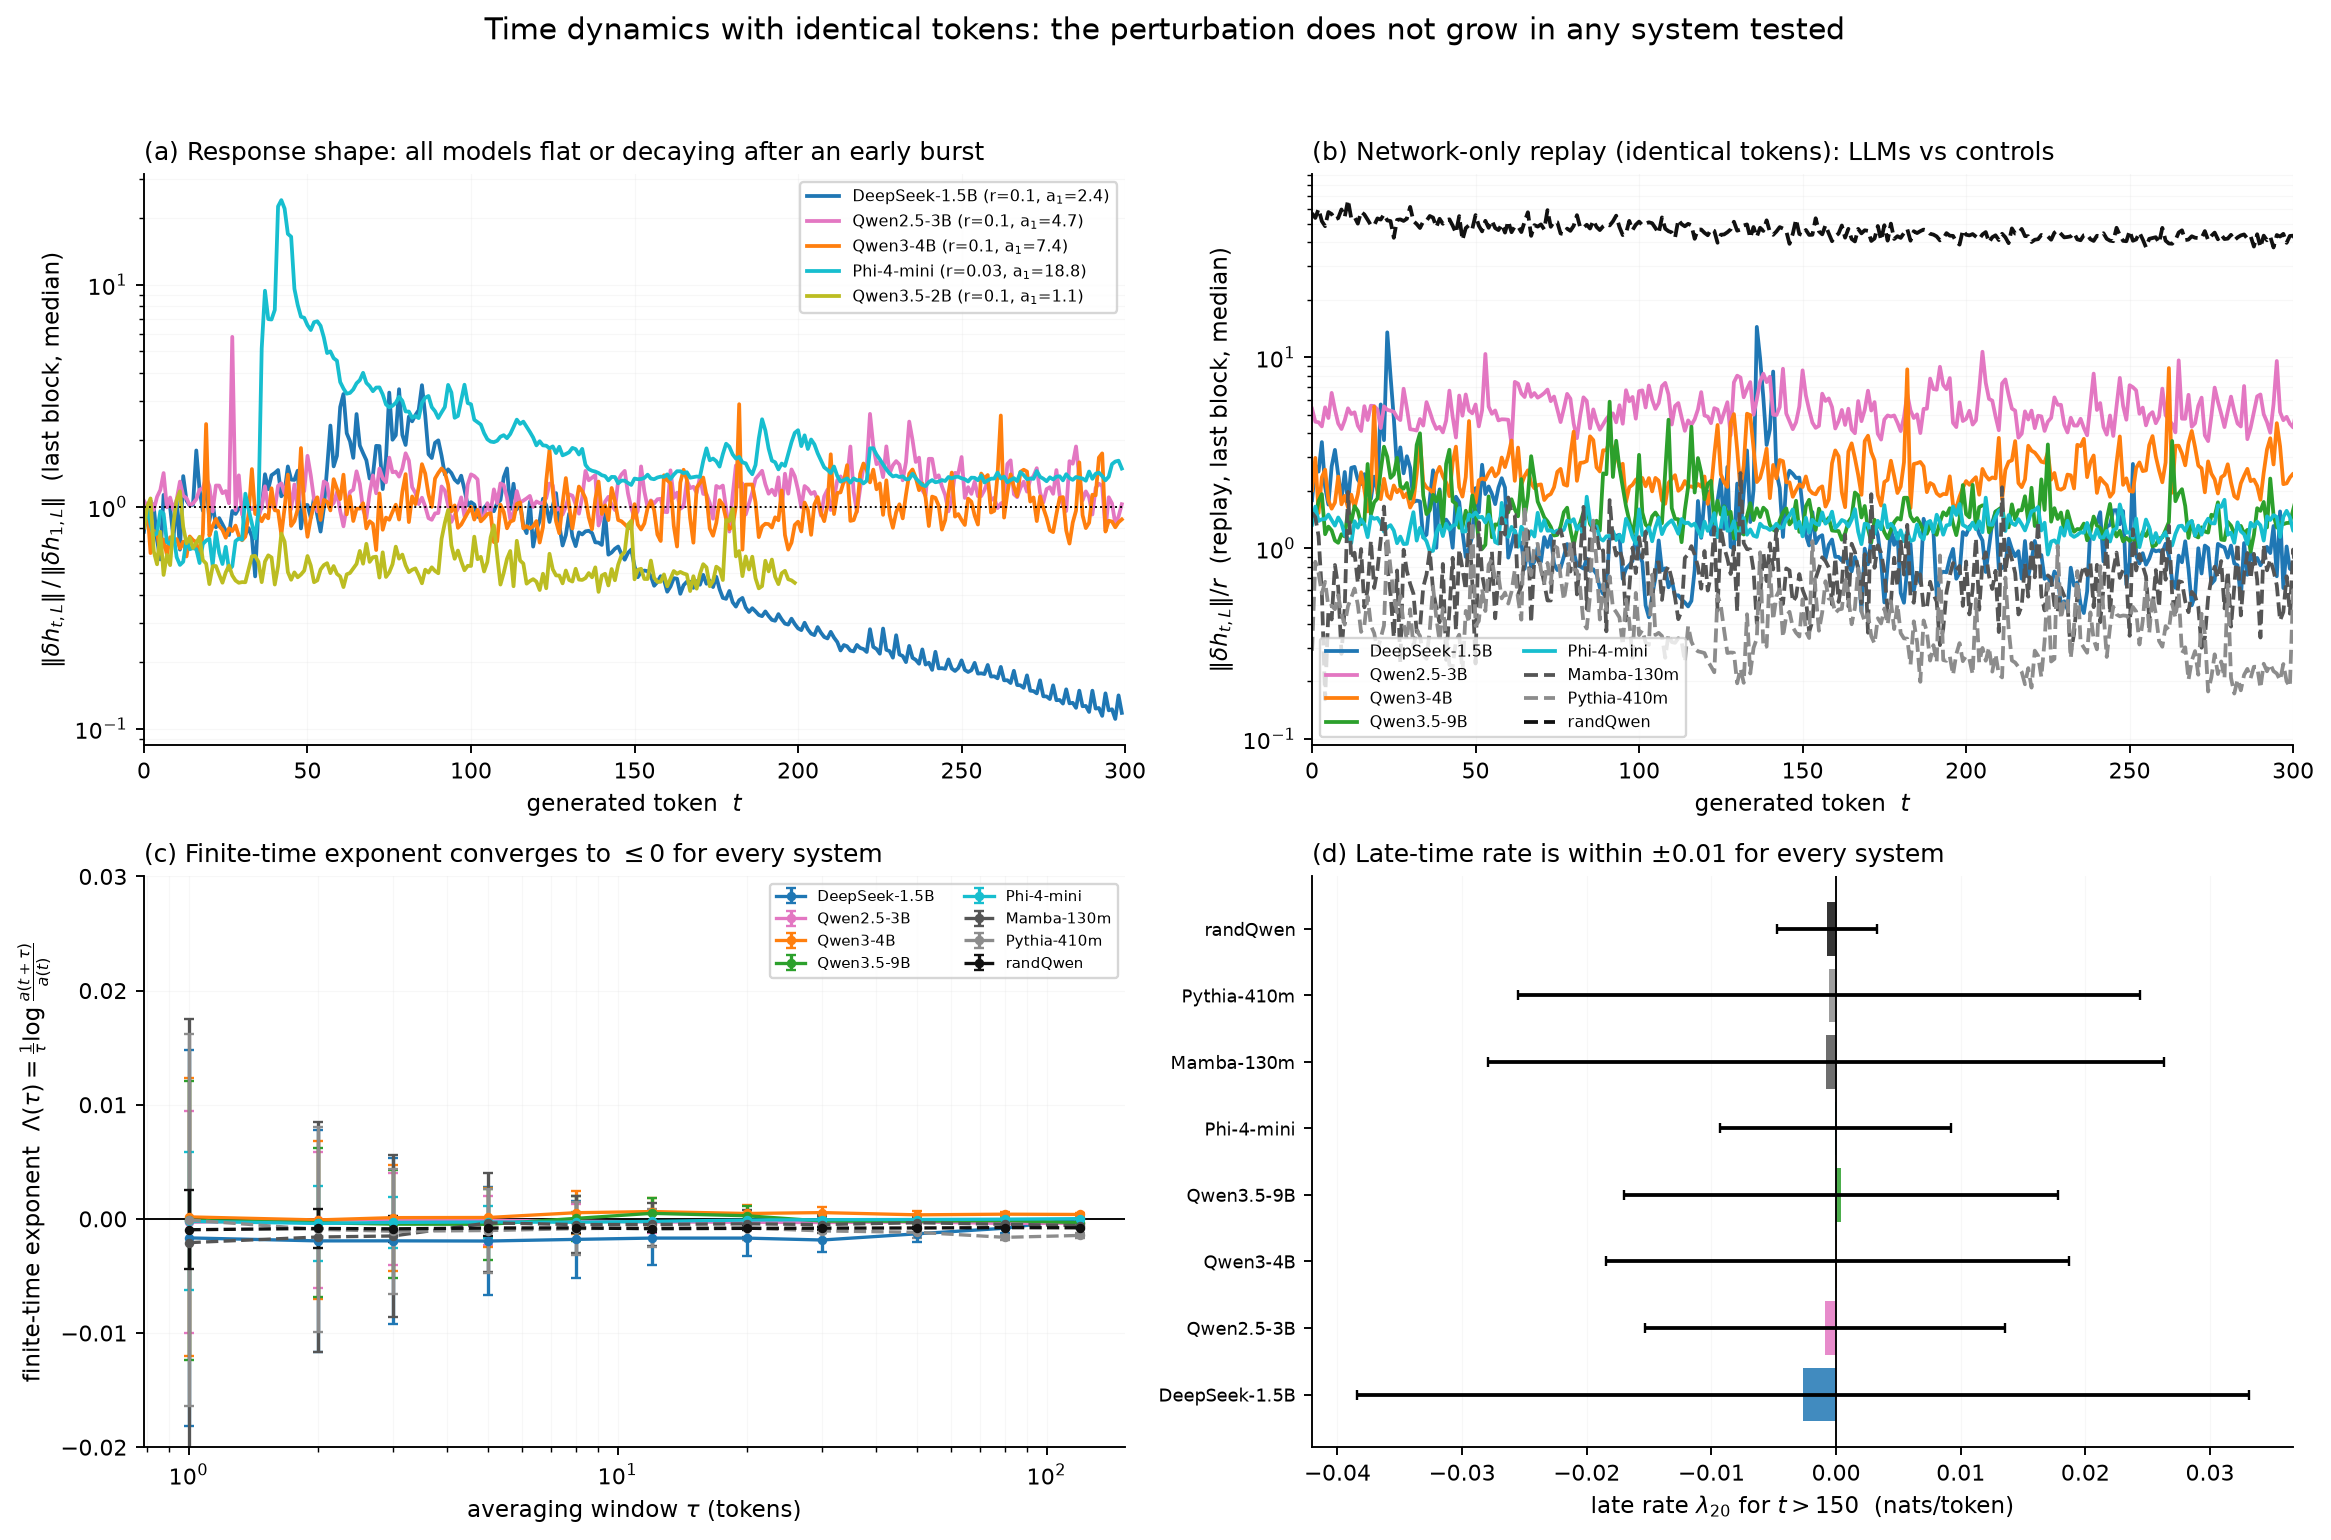 Time dynamics with identical tokens: the perturbation does not grow in any system tested
(a) Response shape: all models flat or decaying after an early burst
‖δh_{t,L}‖ / ‖δh_{1,L}‖ (last block, median)
10¹
10⁰
10⁻¹
DeepSeek-1.5B (r=0.1, a₁=2.4)
Qwen2.5-3B (r=0.1, a₁=4.7)
Qwen3-4B (r=0.1, a₁=7.4)
Phi-4-mini (r=0.03, a₁=18.8)
Qwen3.5-2B (r=0.1, a₁=1.1)
0 50 100 150 200 250 300
generated token t
(b) Network-only replay (identical tokens): LLMs vs controls
‖δh_{t,L}‖/r (replay, last block, median)
10¹
10⁰
10⁻¹
DeepSeek-1.5B
Qwen2.5-3B
Qwen3-4B
Qwen3.5-9B
Phi-4-mini
Mamba-130m
Pythia-410m
randQwen
0 50 100 150 200 250 300
generated token t
(c) Finite-time exponent converges to ≤0 for every system
finite-time exponent Λ(τ) = 1/τ log a(t + τ)/a(t)
0.03
0.02
0.01
0.00
−0.01
−0.02
DeepSeek-1.5B
Qwen2.5-3B
Qwen3-4B
Qwen3.5-9B
Phi-4-mini
Mamba-130m
Pythia-410m
randQwen
10⁰ 10¹ 10²
averaging window τ (tokens)
(d) Late-time rate is within ±0.01 for every system
randQwen
Pythia-410m
Mamba-130m
Phi-4-mini
Qwen3.5-9B
Qwen3-4B
Qwen2.5-3B
DeepSeek-1.5B
−0.04 −0.03 −0.02 −0.01 0.00 0.01 0.02 0.03
late rate λ₂₀ for t > 150 (nats/token)